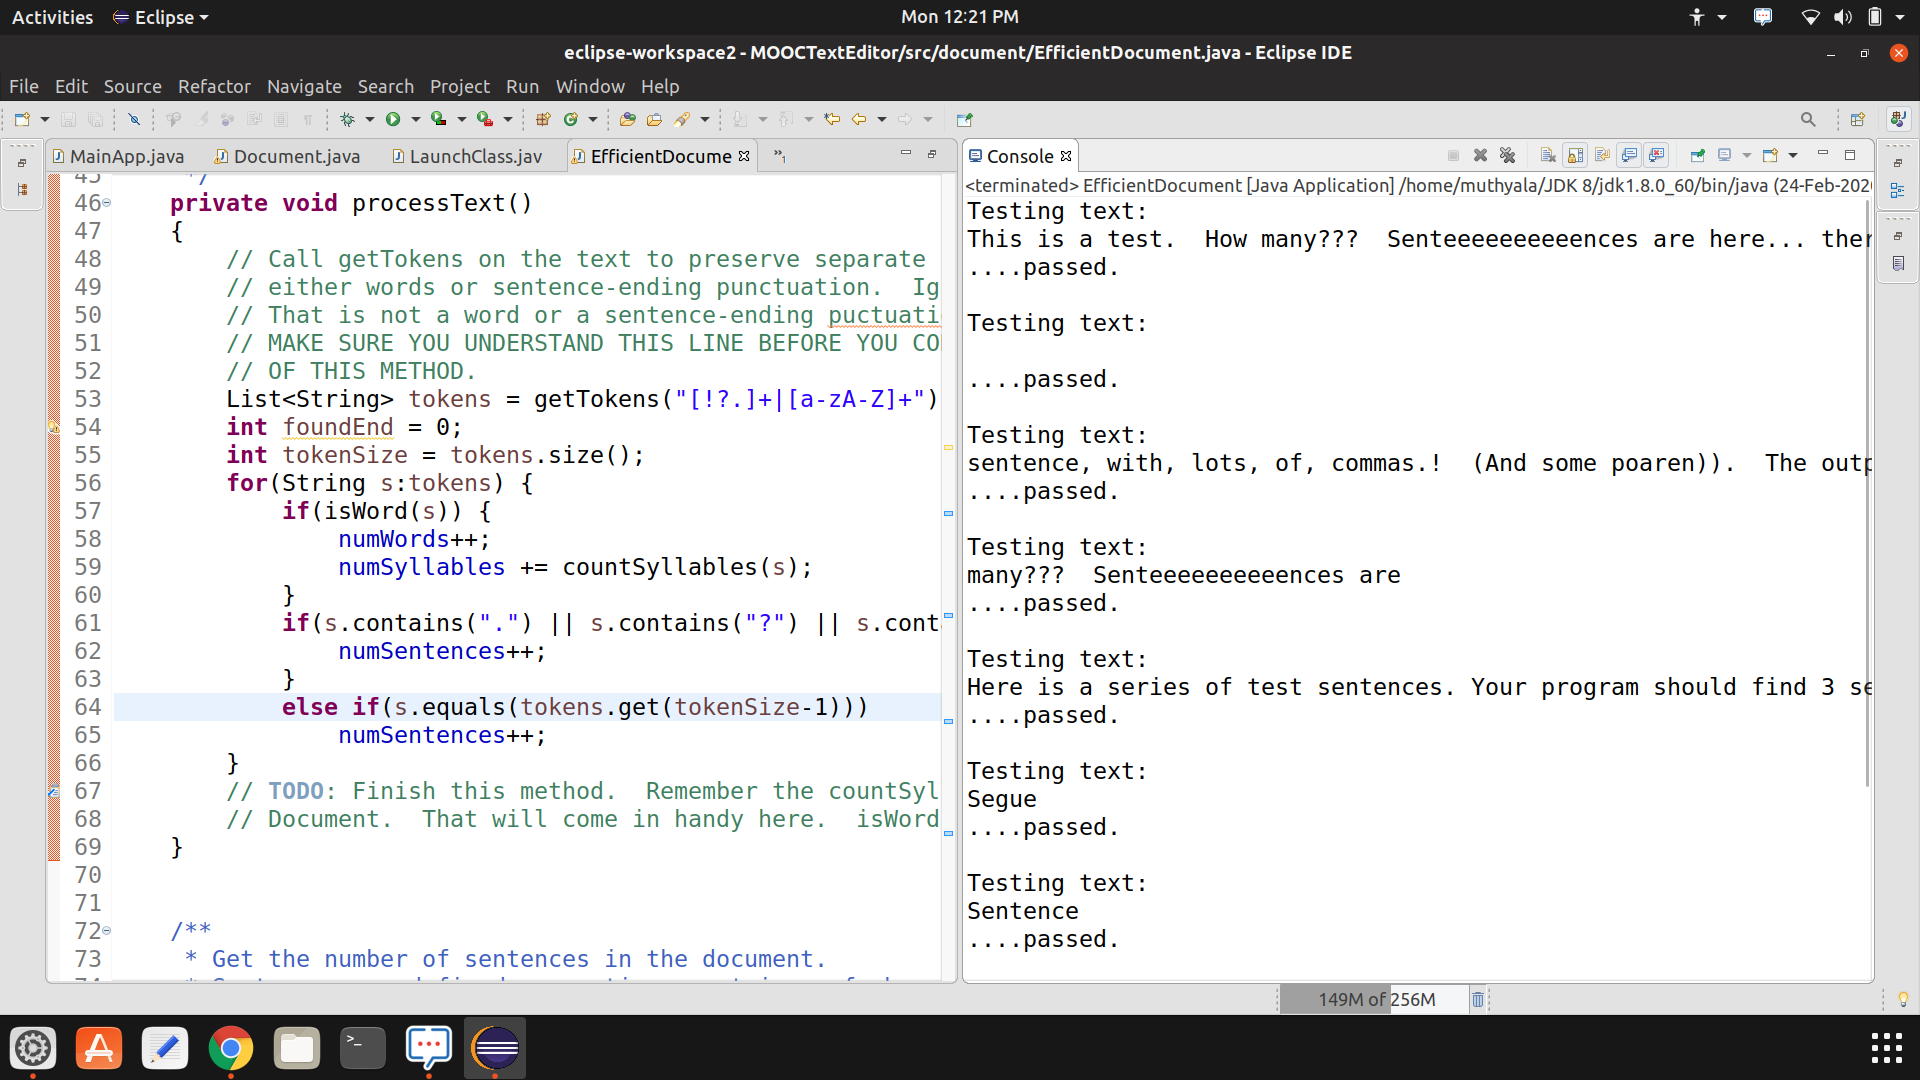 Activities Eclipse Mon 12:21 PM
eclipse-workspace2 - MOOCTextEditor/src/document/EfficientDocument.java - Eclipse IDE
File Edit Source Refactor Navigate Search Project Run Window Help
MainApp.java Document.java LaunchClass.jav EfficientDocume »1
*/
46 private void processText()
47 {
48 // Call getTokens on the text to preserve separate
49 // either words or sentence-ending punctuation. Ig
50 // That is not a word or a sentence-ending puctuati
51 // MAKE SURE YOU UNDERSTAND THIS LINE BEFORE YOU CO
52 // OF THIS METHOD.
53 List<String> tokens = getTokens("[!?.]+|[a-zA-Z]+")
54 int foundEnd = 0;
55 int tokenSize = tokens.size();
56 for(String s:tokens) {
57 if(isWord(s)) {
58 numWords++;
59 numSyllables += countSyllables(s);
60 }
61 if(s.contains(".") || s.contains("?") || s.cont
62 numSentences++;
63 }
64 else if(s.equals(tokens.get(tokenSize-1)))
65 numSentences++;
66 }
67 // TODO: Finish this method. Remember the countSyl
68 // Document. That will come in handy here. isWord
69 }
70
71
72 /**
73 * Get the number of sentences in the document.
Console
<terminated> EfficientDocument [Java Application] /home/muthyala/JDK 8/jdk1.8.0_60/bin/java (24-Feb-202
Testing text:
This is a test. How many??? Senteeeeeeeeeences are here... ther
....passed.
Testing text:
....passed.
Testing text:
sentence, with, lots, of, commas.! (And some poaren)). The outp
....passed.
Testing text:
many??? Senteeeeeeeeeences are
....passed.
Testing text:
Here is a series of test sentences. Your program should find 3 se
....passed.
Testing text:
Segue
....passed.
Testing text:
Sentence
....passed.
149M of 256M